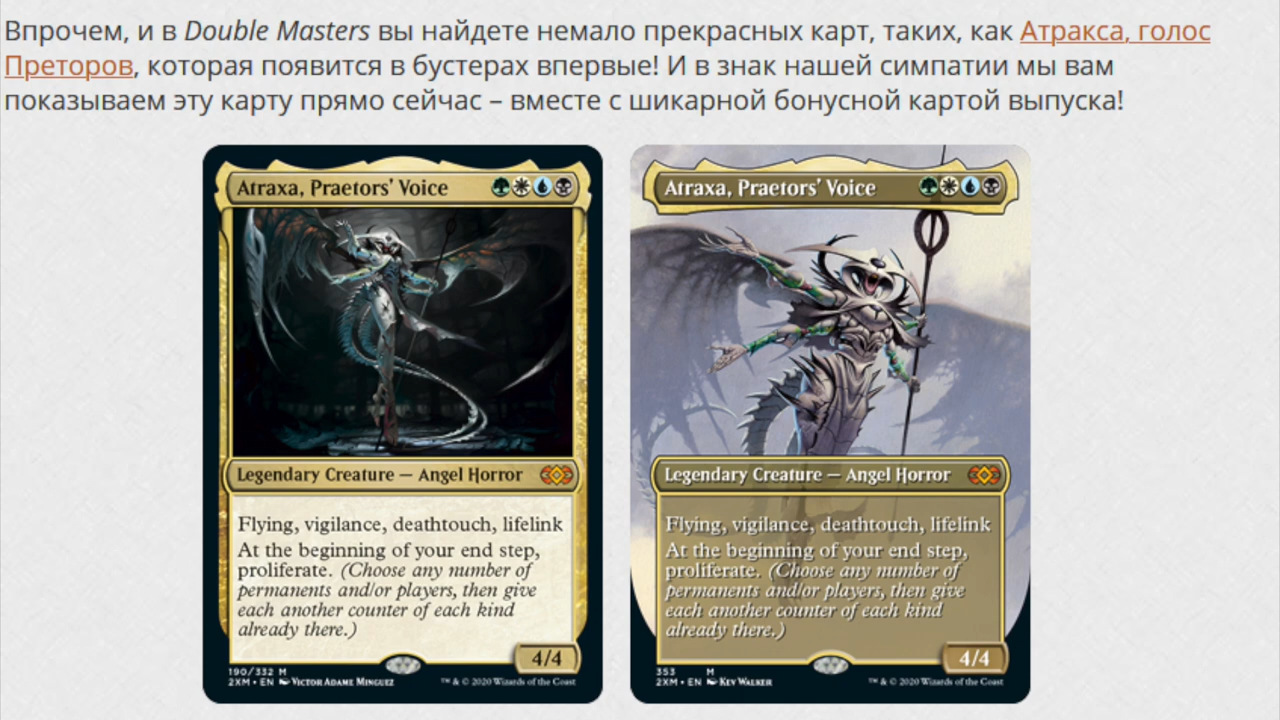 Впрочем, и в Double Masters вы найдете немало прекрасных карт, таких, как Атракса, голос
Преторов, которая появится в бустерах впервые! И в знак нашей симпатии мы вам
показываем эту карту прямо сейчас – вместе с шикарной бонусной картой выпуска!
Atraxa, Praetors' Voice
Legendary Creature — Angel Horror
Flying, vigilance, deathtouch, lifelink
At the beginning of your end step,
proliferate. (Choose any number of
permanents and/or players, then give
each another counter of each kind
already there.)
4/4
190/332 M
2XM • EN Victor Adame Minguez
™ & © 2020 Wizards of the Coast
Atraxa, Praetors' Voice
Legendary Creature — Angel Horror
Flying, vigilance, deathtouch, lifelink
At the beginning of your end step,
proliferate. (Choose any number of
permanents and/or players, then give
each another counter of each kind
already there.)
4/4
353 M
2XM • EN Kev Walker
™ & © 2020 Wizards of the Coast